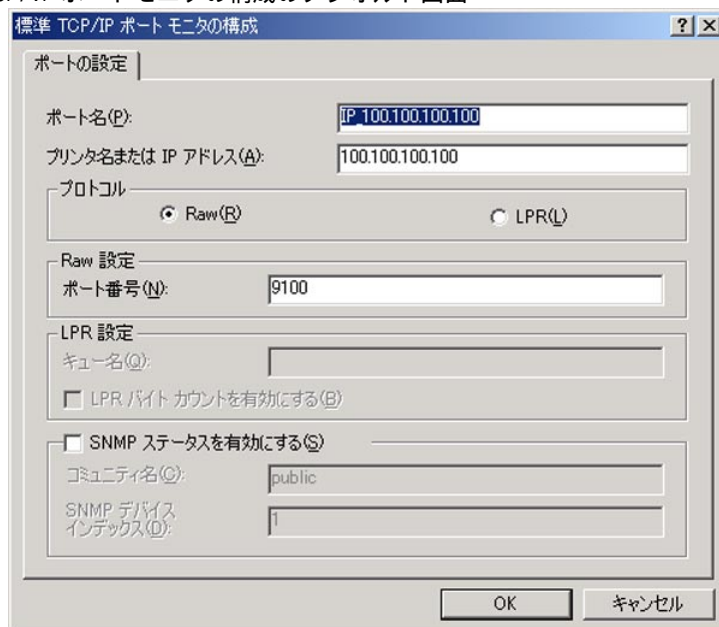 標準 TCP/IP ポート モニタの構成
ポートの設定
ポート名(P):
IP_100.100.100.100
プリンタ名または IP アドレス(A):
100.100.100.100
プロトコル
Raw(R)
LPR(L)
Raw 設定
ポート番号(N):
9100
LPR 設定
キュー名(Q):
LPR バイト カウントを有効にする(B)
SNMP ステータスを有効にする(S)
コミュニティ名(C):
public
SNMP デバイス
インデックス(D):
1
OK
キャンセル